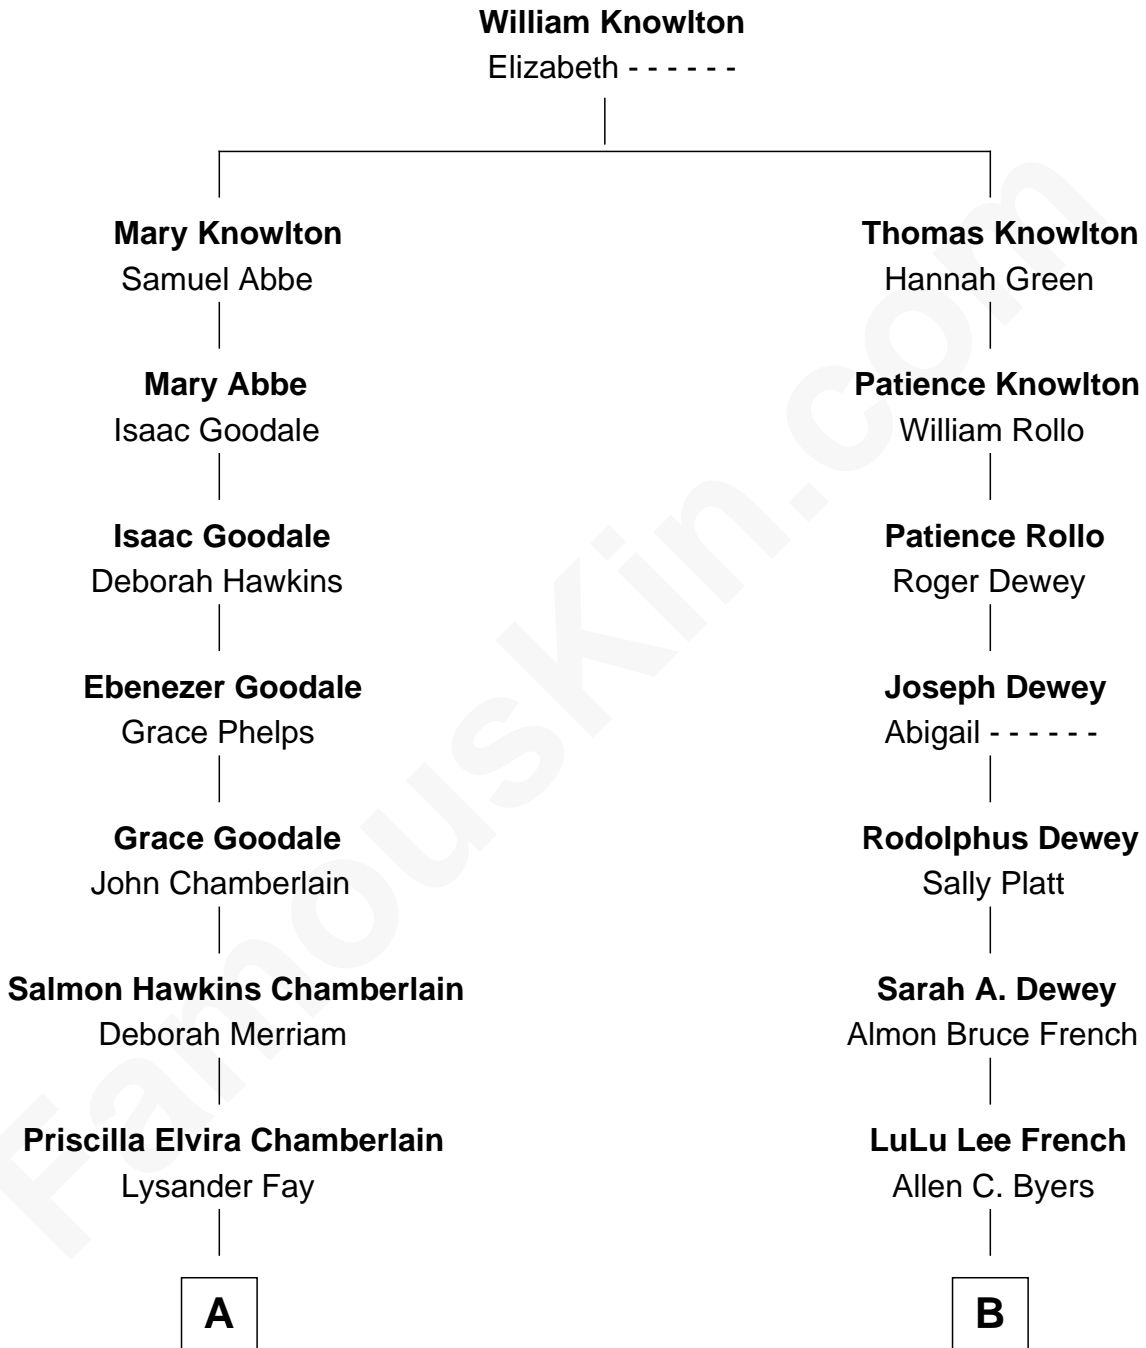 William Knowlton
Elizabeth - - - - - -
Mary Knowlton
Samuel Abbe
Thomas Knowlton
Hannah Green
Mary Abbe
Isaac Goodale
Patience Knowlton
William Rollo
Isaac Goodale
Deborah Hawkins
Patience Rollo
Roger Dewey
Ebenezer Goodale
Grace Phelps
Joseph Dewey
Abigail - - - - - -
Grace Goodale
John Chamberlain
Rodolphus Dewey
Sally Platt
Salmon Hawkins Chamberlain
Deborah Merriam
Sarah A. Dewey
Almon Bruce French
Priscilla Elvira Chamberlain
Lysander Fay
LuLu Lee French
Allen C. Byers
A
B
FamousKin.com